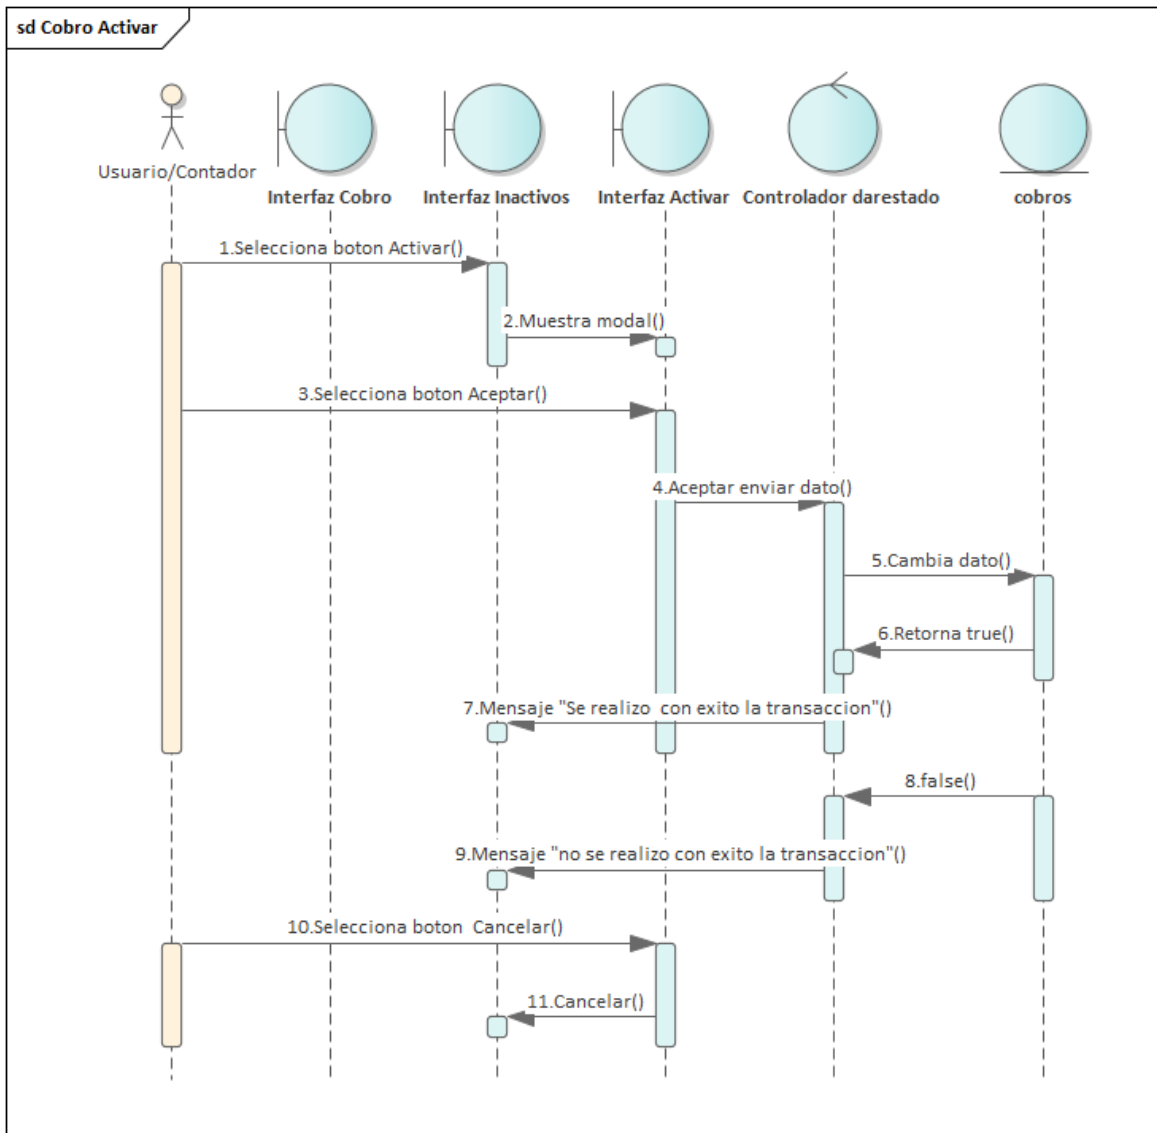 sd Cobro Activar
Usuario/Contador
Interfaz Cobro
Interfaz Inactivos
Interfaz Activar
Controlador darestado
cobros
1.Selecciona boton Activar()
2.Muestra modal()
3.Selecciona boton Aceptar()
4.Aceptar enviar dato()
5.Cambia dato()
6.Retorna true()
7.Mensaje "Se realizo  con exito la transaccion"()
8.false()
9.Mensaje "no se realizo con exito la transaccion"()
10.Selecciona boton  Cancelar()
11.Cancelar()